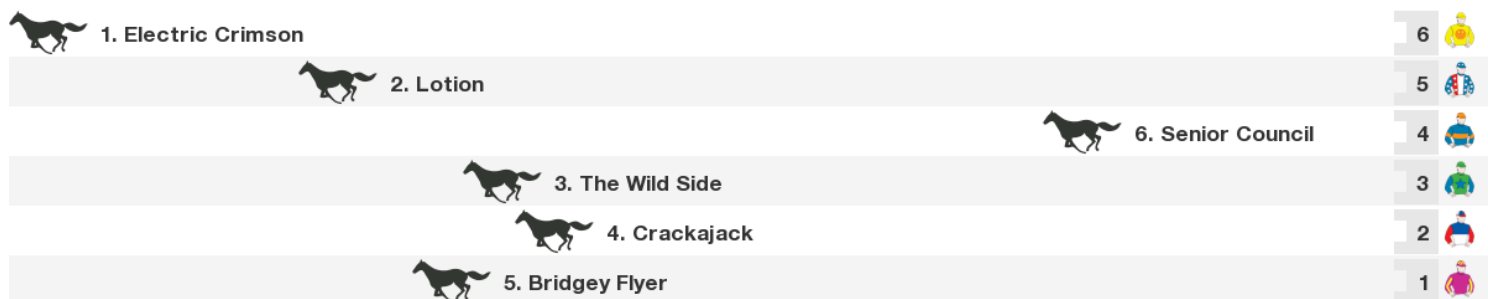 1. Electric Crimson 6
2. Lotion 5
6. Senior Council 4
3. The Wild Side 3
4. Crackajack 2
5. Bridgey Flyer 1